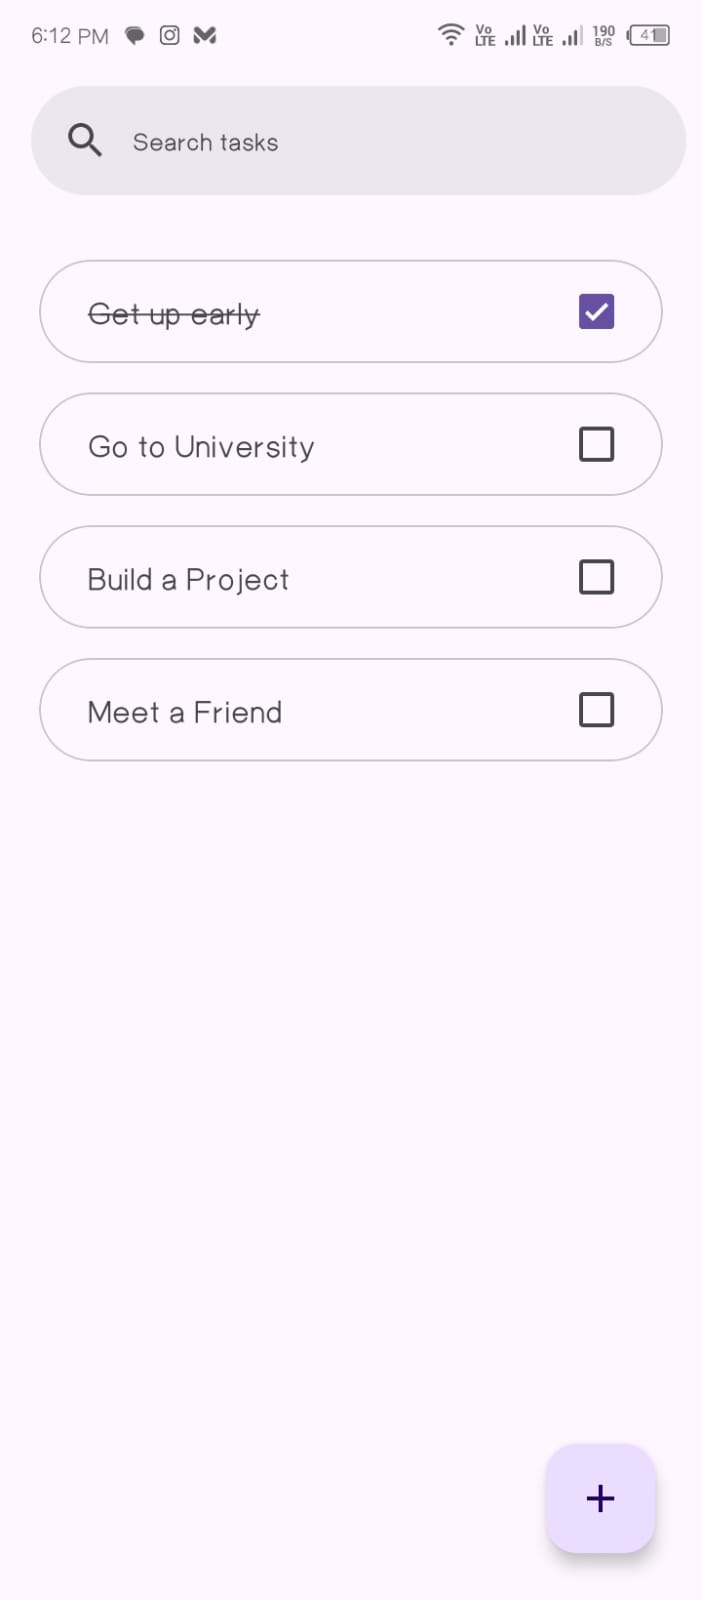 6:12 PM Vo LTE Vo LTE 190 B/S 41
Search tasks
Get up early
Go to University
Build a Project
Meet a Friend